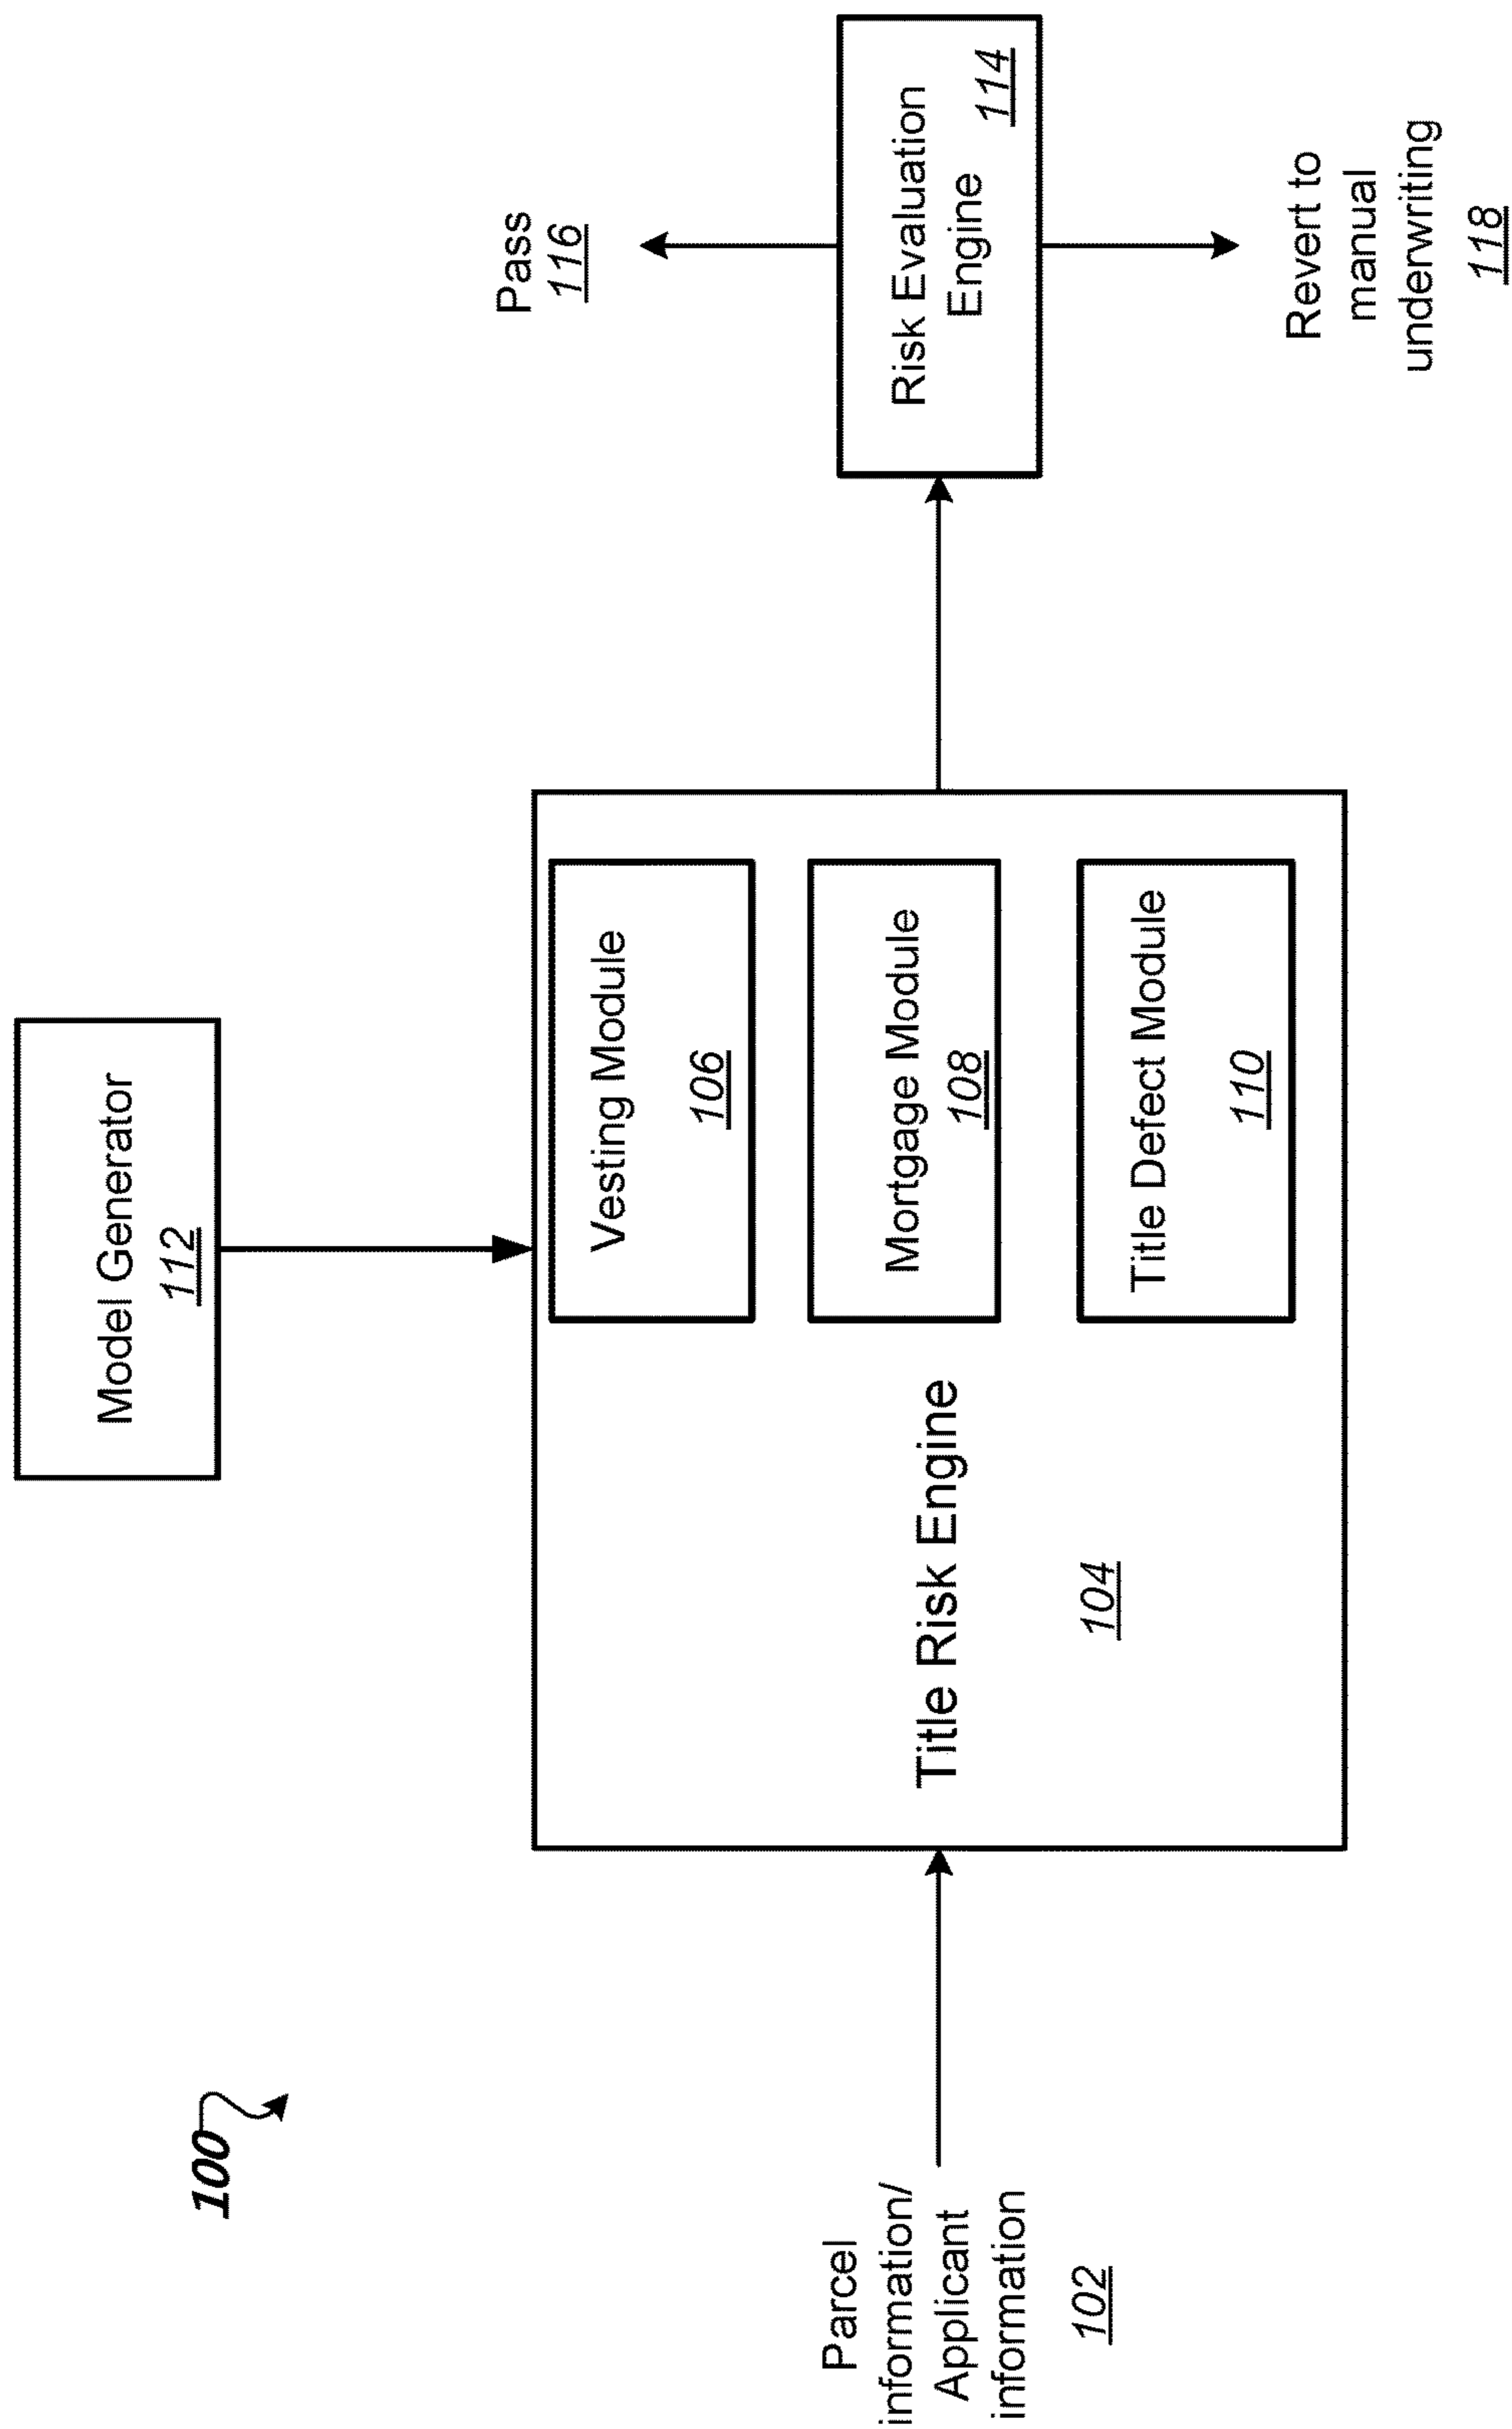 100
Model Generator
112
Parcel
information/
Applicant
information
102
Title Risk Engine
104
Vesting Module
106
Mortgage Module
108
Title Defect Module
110
Pass
116
Risk Evaluation
Engine
114
Revert to
manual
underwriting
118